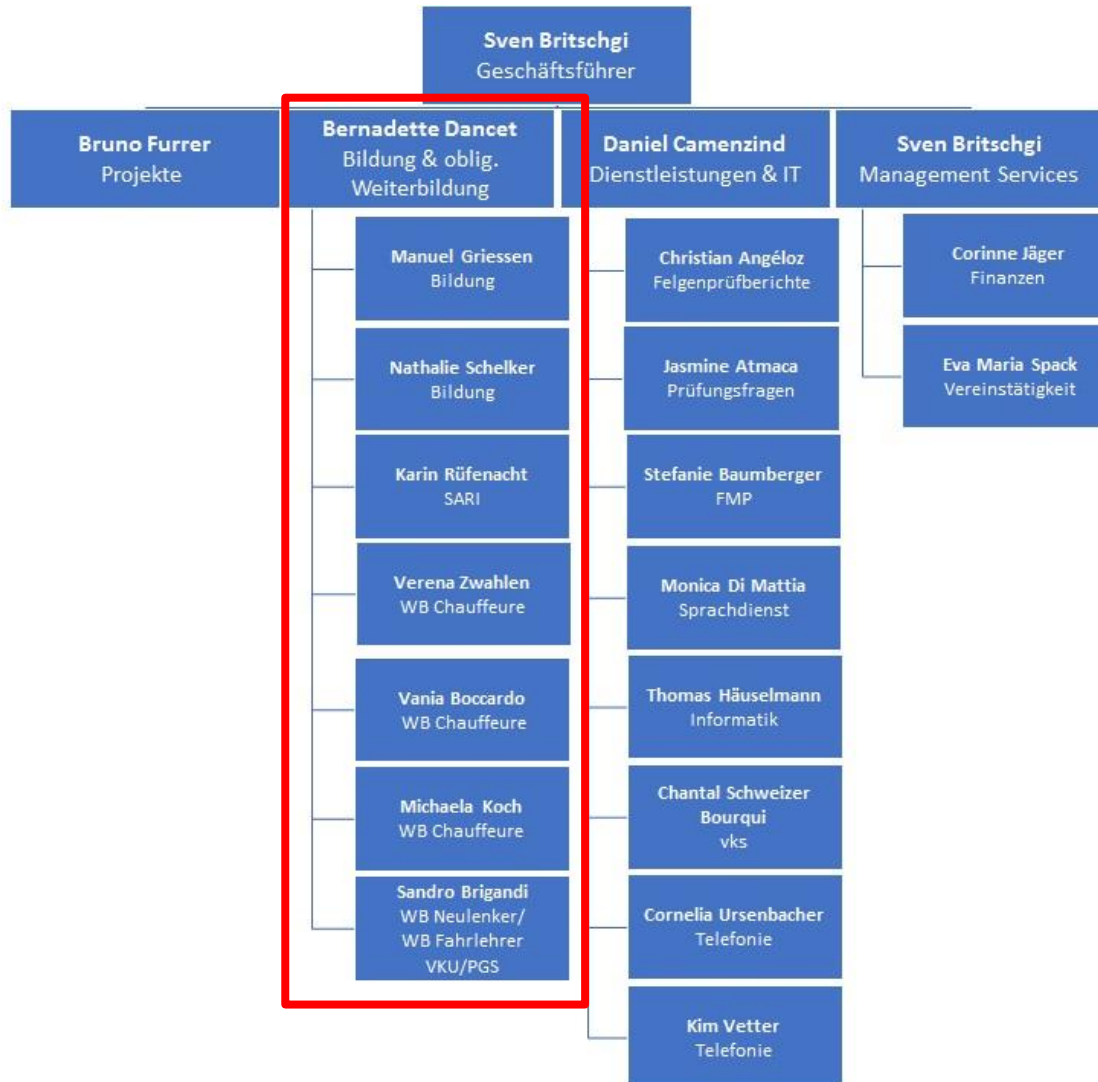 Sven Britschgi
Geschäftsführer
Bruno Furrer
Projekte
Bernadette Dancet
Bildung & oblig.
Weiterbildung
Daniel Camenzind
Dienstleistungen & IT
Sven Britschgi
Management Services
Manuel Griessen
Bildung
Nathalie Schelker
Bildung
Karin Rüfenacht
SARI
Verena Zwahlen
WB Chauffeure
Vania Boccardo
WB Chauffeure
Michaela Koch
WB Chauffeure
Sandro Brigandi
WB Neulenker/
WB Fahrlehrer
VKU/PGS
Christian Angéloz
Felgenprüfberichte
Jasmine Atmaca
Prüfungsfragen
Stefanie Baumberger
FMP
Monica Di Mattia
Sprachdienst
Thomas Häuselmann
Informatik
Chantal Schweizer
Bourqui
vks
Cornelia Ursenbacher
Telefonie
Kim Vetter
Telefonie
Corinne Jäger
Finanzen
Eva Maria Spack
Vereinstätigkeit